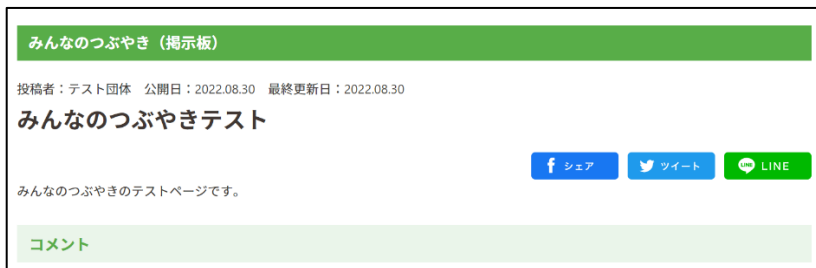 みんなのつぶやき（掲示板）
投稿者：テスト団体　公開日：2022.08.30　最終更新日：2022.08.30
みんなのつぶやきテスト
f シェア　ツイート　LINE LINE
みんなのつぶやきのテストページです。
コメント